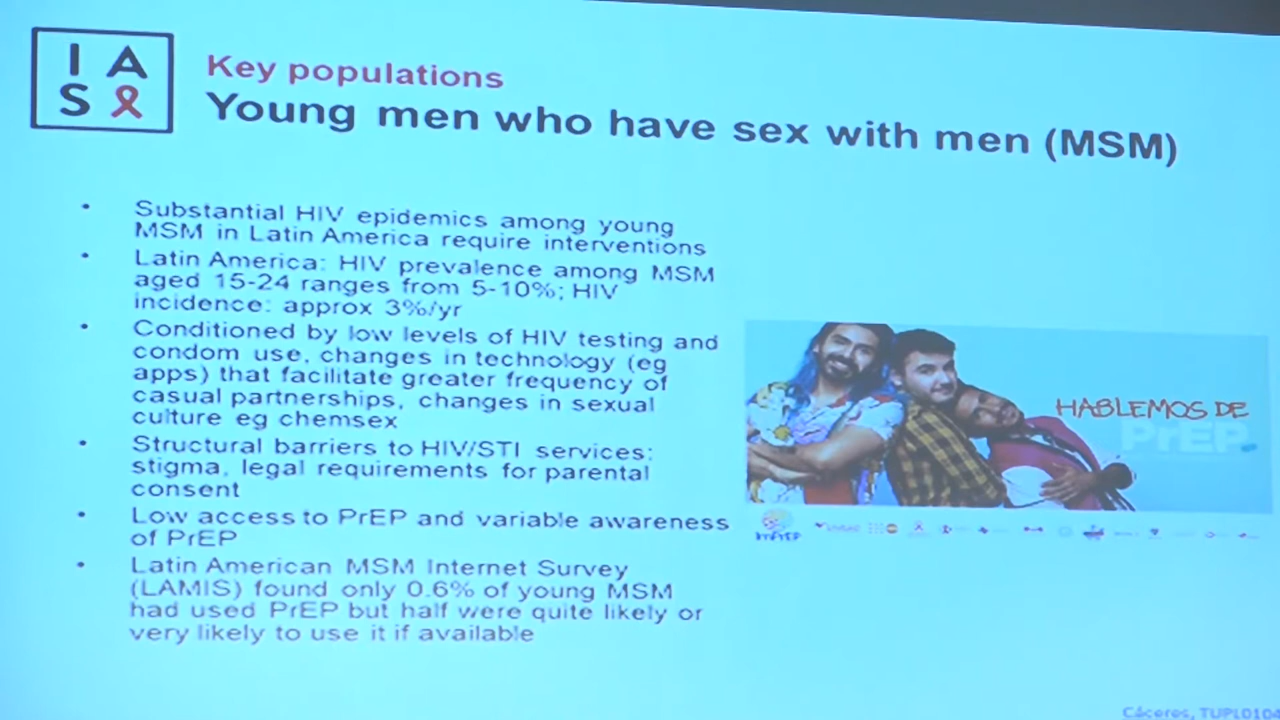 I A
S
Key populations
Young men who have sex with men (MSM)
• Substantial HIV epidemics among young
MSM in Latin America require interventions
• Latin America: HIV prevalence among MSM
aged 15-24 ranges from 5-10%; HIV
incidence: approx 3%/yr
• Conditioned by low levels of HIV testing and
condom use, changes in technology (eg
apps) that facilitate greater frequency of
casual partnerships, changes in sexual
culture eg chemsex
• Structural barriers to HIV/STI services:
stigma, legal requirements for parental
consent
• Low access to PrEP and variable awareness
of PrEP
• Latin American MSM Internet Survey
(LAMIS) found only 0.6% of young MSM
had used PrEP but half were quite likely or
very likely to use it if available
HABLEMOS DE
PrEP
Cáceres,